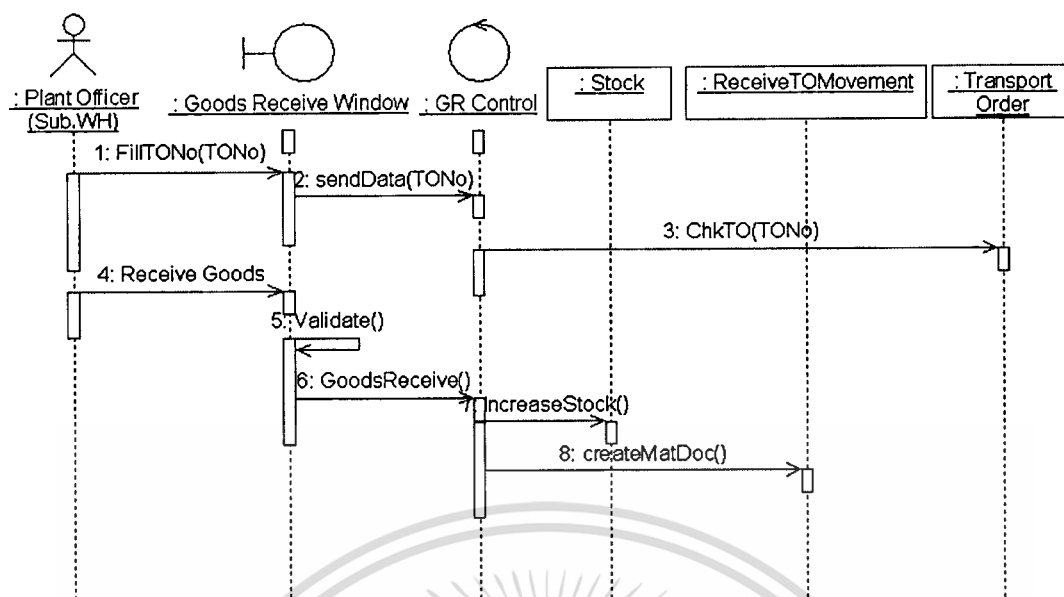 : Plant Officer
(Sub.WH)
: Goods Receive Window
: GR Control
: Stock
: ReceiveTOMovement
: Transport
Order
1: FillTONo(TONo)
2: sendData(TONo)
3: ChkTO(TONo)
4: Receive Goods
5: Validate()
6: GoodsReceive()
7: IncreaseStock()
8: createMatDoc()